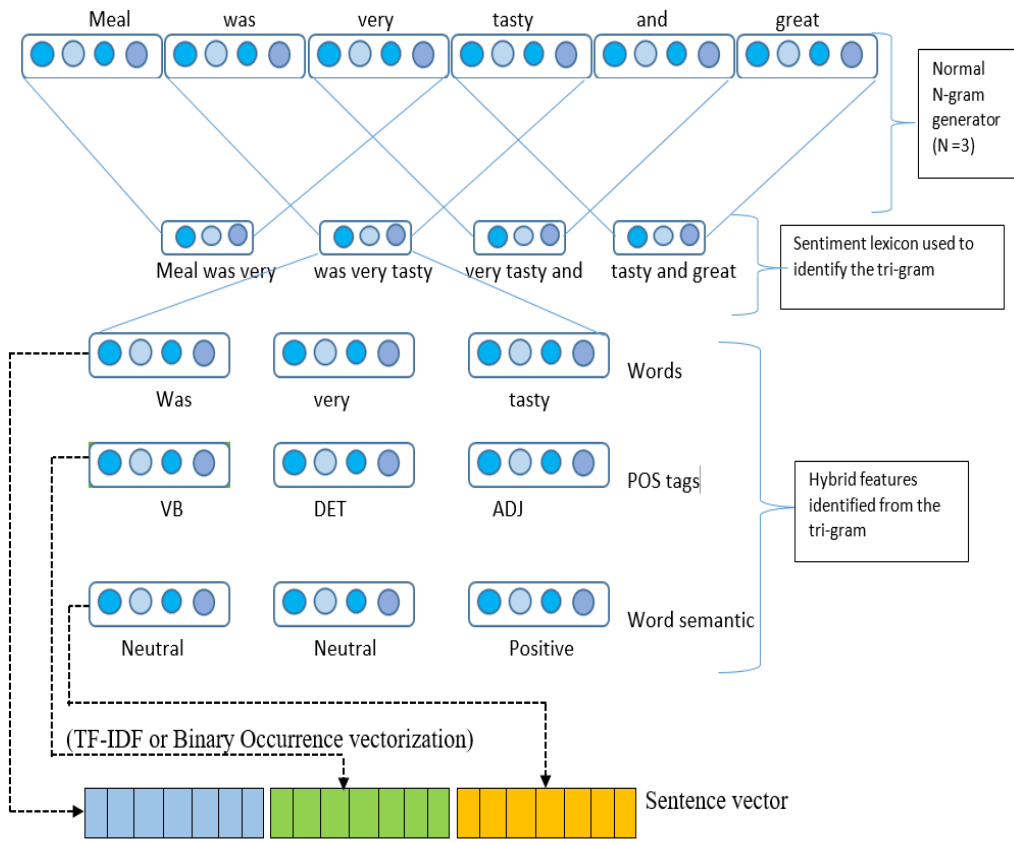 Meal was very tasty and great
Normal
N-gram
generator
(N =3)
Meal was very was very tasty very tasty and tasty and great
Sentiment lexicon used to
identify the tri-gram
Words
Was very tasty
POS tags
VB DET ADJ
Hybrid features
identified from the
tri-gram
Word semantic
Neutral Neutral Positive
(TF-IDF or Binary Occurrence vectorization)
Sentence vector